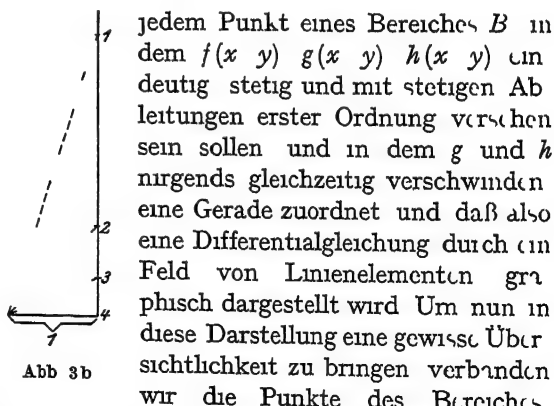 jedem Punkt eines Bereiches B in
dem f(x y) g(x y) h(x y) ein
deutig stetig und mit stetigen Ab
leitungen erster Ordnung versehen
sein sollen und in dem g und h
nirgends gleichzeitig verschwinden
eine Gerade zuordnet und daß also
eine Differentialgleichung durch ein
Feld von Linienelementen gra
phisch dargestellt wird Um nun in
diese Darstellung eine gewisse Über
sichtlichkeit zu bringen verbanden
wir die Punkte des Bereiches
1
2
3
4
1
Abb 3b